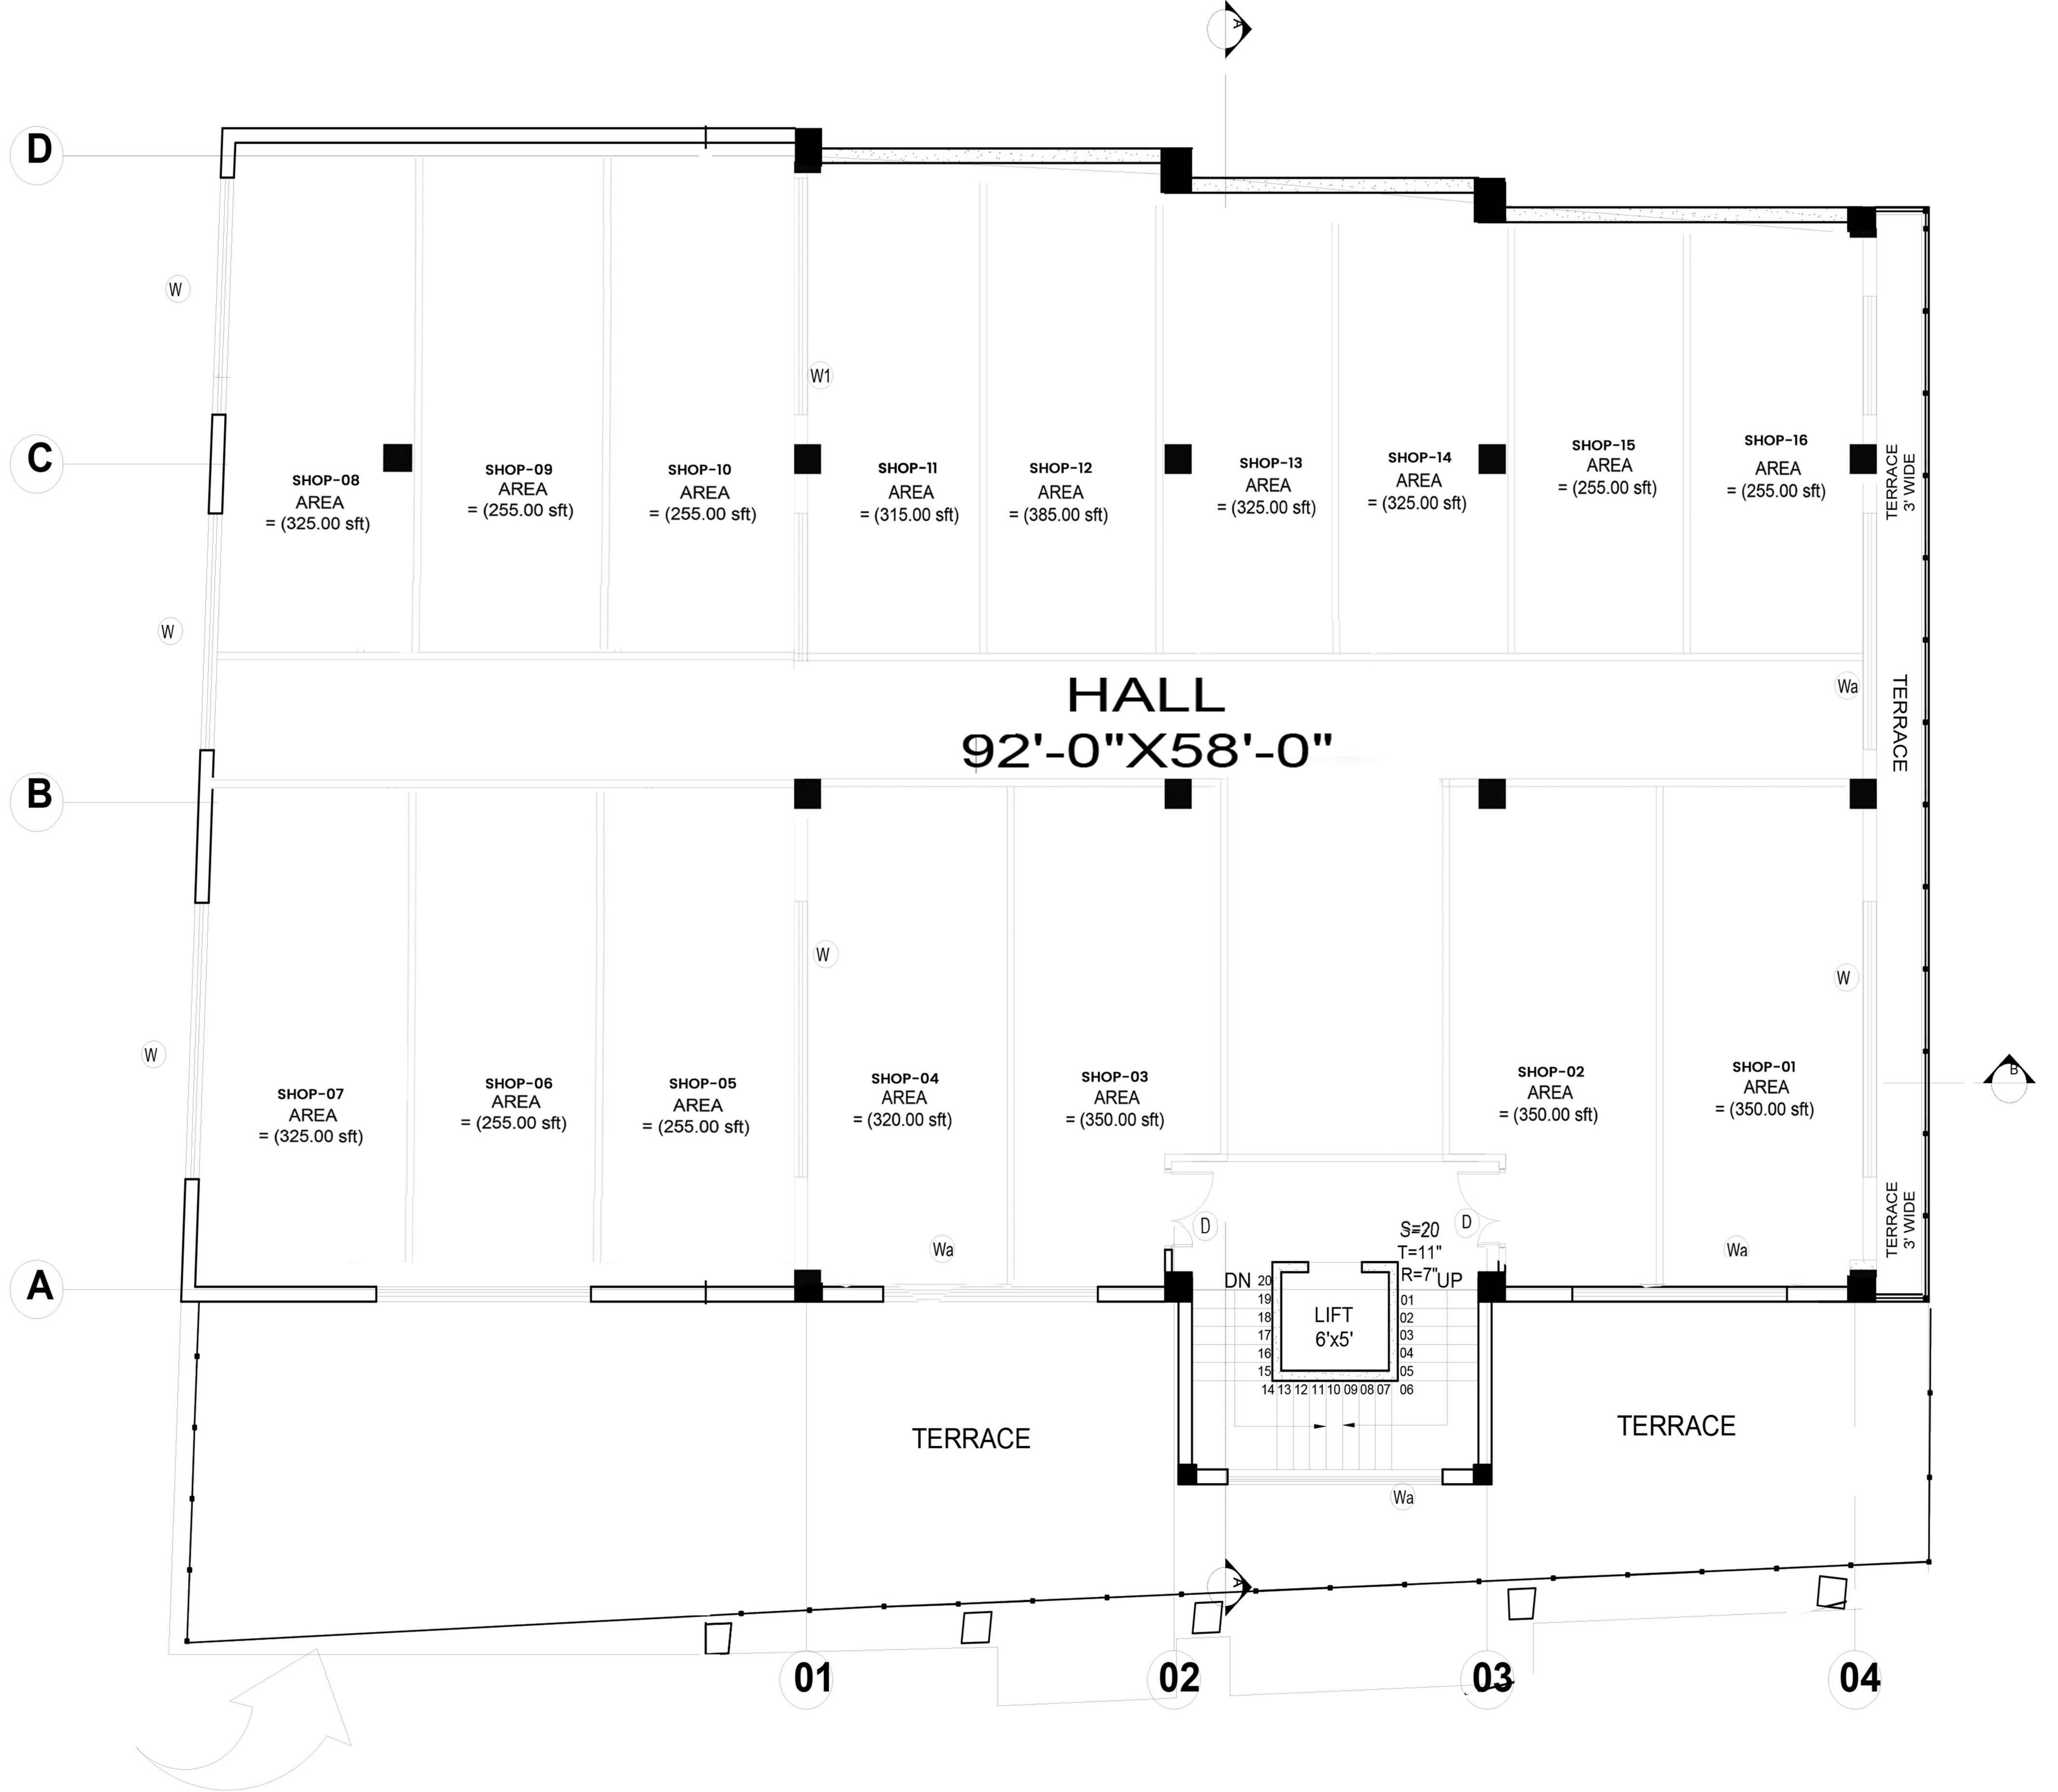 A
D
C
B
A
W
W
W
W1
SHOP-08
AREA
= (325.00 sft)
SHOP-09
AREA
= (255.00 sft)
SHOP-10
AREA
= (255.00 sft)
SHOP-11
AREA
= (315.00 sft)
SHOP-12
AREA
= (385.00 sft)
SHOP-13
AREA
= (325.00 sft)
SHOP-14
AREA
= (325.00 sft)
SHOP-15
AREA
= (255.00 sft)
SHOP-16
AREA
= (255.00 sft)
TERRACE
3' WIDE
HALL
92'-0"X58'-0"
Wa
TERRACE
W
W
B
SHOP-07
AREA
= (325.00 sft)
SHOP-06
AREA
= (255.00 sft)
SHOP-05
AREA
= (255.00 sft)
SHOP-04
AREA
= (320.00 sft)
SHOP-03
AREA
= (350.00 sft)
SHOP-02
AREA
= (350.00 sft)
SHOP-01
AREA
= (350.00 sft)
TERRACE
3' WIDE
Wa
D
D
Wa
S=20
T=11"
R=7"
DN
UP
20
19
18
17
16
15
14 13 12 11 10 09 08 07 06
01
02
03
04
05
LIFT
6'x5'
TERRACE
TERRACE
Wa
A
01
02
03
04